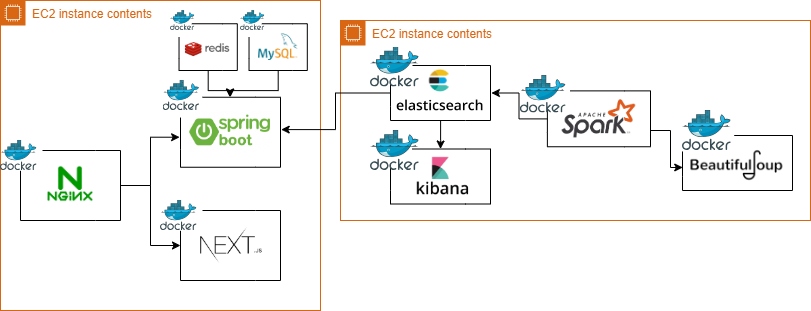 EC2 instance contents
docker
redis
docker
MySQL
docker
spring
boot
docker
NGINX
docker
NEXT.JS
EC2 instance contents
docker
elasticsearch
docker
kibana
docker
APACHE
Spark
docker
BeautifulSoup